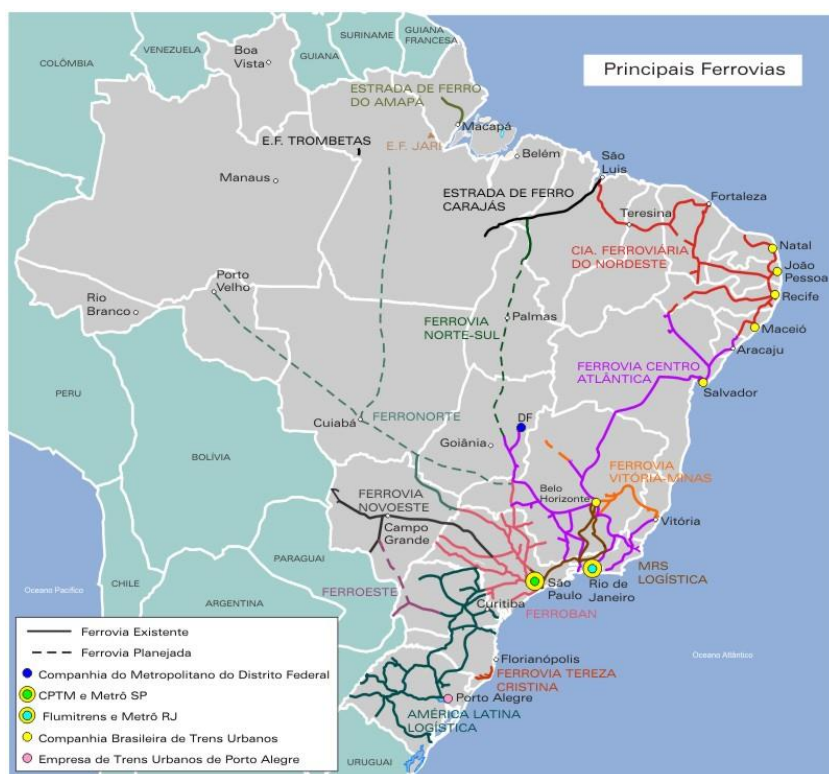 Principais Ferrovias
COLÔMBIA
VENEZUELA
GUIANA
SURINAME
GUIANA
FRANCESA
Boa
Vista
ESTRADA DE FERRO
DO AMAPÁ
Macapá
E.F. TROMBETAS
E.F. JARI
Belém
São
Luis
Manaus
ESTRADA DE FERRO
CARAJÁS
Teresina
Fortaleza
CIA. FERROVIÁRIA
DO NORDESTE
Natal
João
Pessoa
Recife
Maceió
Aracaju
Porto
Velho
Rio
Branco
FERROVIA
NORTE-SUL
Palmas
FERROVIA CENTRO
ATLÂNTICA
Salvador
PERU
BOLÍVIA
Cuiabá
FERRONORTE
Goiânia
DF
FERROVIA
VITÓRIA-MINAS
Belo
Horizonte
Vitória
FERROVIA
NOVOESTE
Campo
Grande
MRS
LOGÍSTICA
PARAGUAI
CHILE
ARGENTINA
Oceano Pacífico
FERROESTE
São
Paulo
Rio de
Janeiro
Curitiba
FERROBAN
Oceano Atlântico
Florianópolis
FERROVIA TEREZA
CRISTINA
Porto Alegre
AMÉRICA LATINA
LOGÍSTICA
URUGUAI
Ferrovia Existente
Ferrovia Planejada
Companhia do Metropolitano do Distrito Federal
CPTM e Metrô SP
Flumitrens e Metrô RJ
Companhia Brasileira de Trens Urbanos
Empresa de Trens Urbanos de Porto Alegre